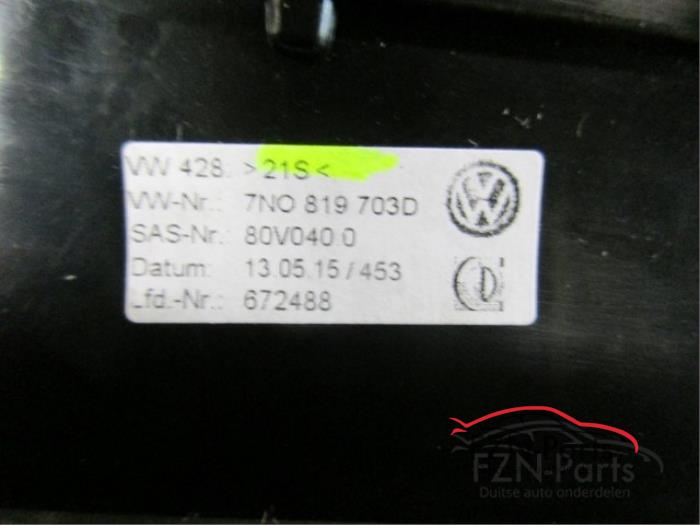 VW 428. >21S<
VW-Nr.: 7NO 819 703D
SAS-Nr.: 80V040.0
Datum: 13.05.15 / 453
Lfd.-Nr.: 672488
FZN-Parts
Duitse auto onderdelen